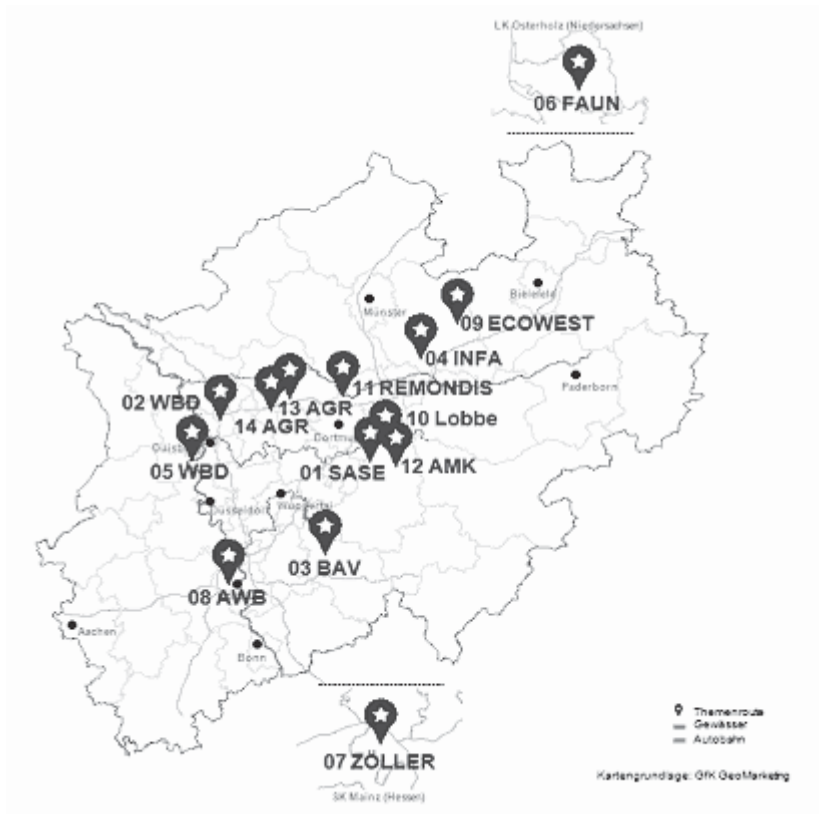 LK Osterholz (Niedersachsen)
06 FAUN
Münster
Bielefeld
09 ECOWEST
04 INFA
11 REMONDIS
Paderborn
02 WBD
13 AGR
14 AGR
10 Lobbe
05 WBD
01 SASE
12 AMK
Düsseldorf
Wuppertal
03 BAV
08 AWB
Aachen
Bonn
07 ZÖLLER
SK Mainz (Hessen)
Themenroute
Gewässer
Autobahn
Kartengrundlage: GfK GeoMarketing